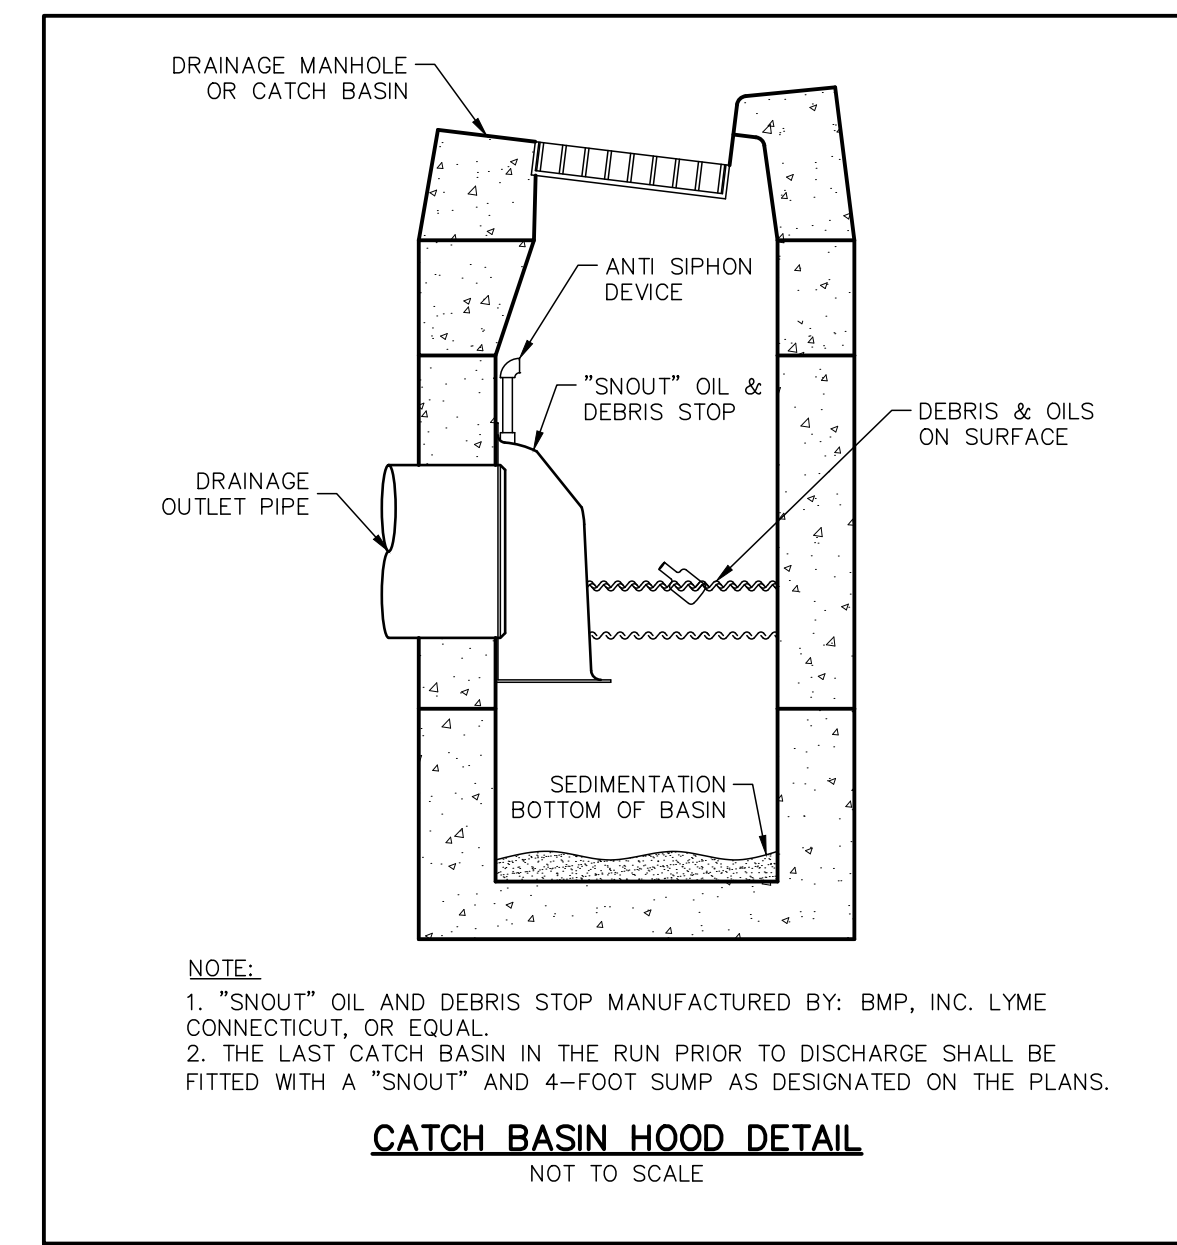 DRAINAGE MANHOLE
OR CATCH BASIN
ANTI SIPHON
DEVICE
"SNOUT" OIL &
DEBRIS STOP
DEBRIS & OILS
ON SURFACE
DRAINAGE
OUTLET PIPE
SEDIMENTATION
BOTTOM OF BASIN
NOTE:
1. "SNOUT" OIL AND DEBRIS STOP MANUFACTURED BY: BMP, INC. LYME
CONNECTICUT, OR EQUAL.
2. THE LAST CATCH BASIN IN THE RUN PRIOR TO DISCHARGE SHALL BE
FITTED WITH A "SNOUT" AND 4-FOOT SUMP AS DESIGNATED ON THE PLANS.
CATCH BASIN HOOD DETAIL
NOT TO SCALE